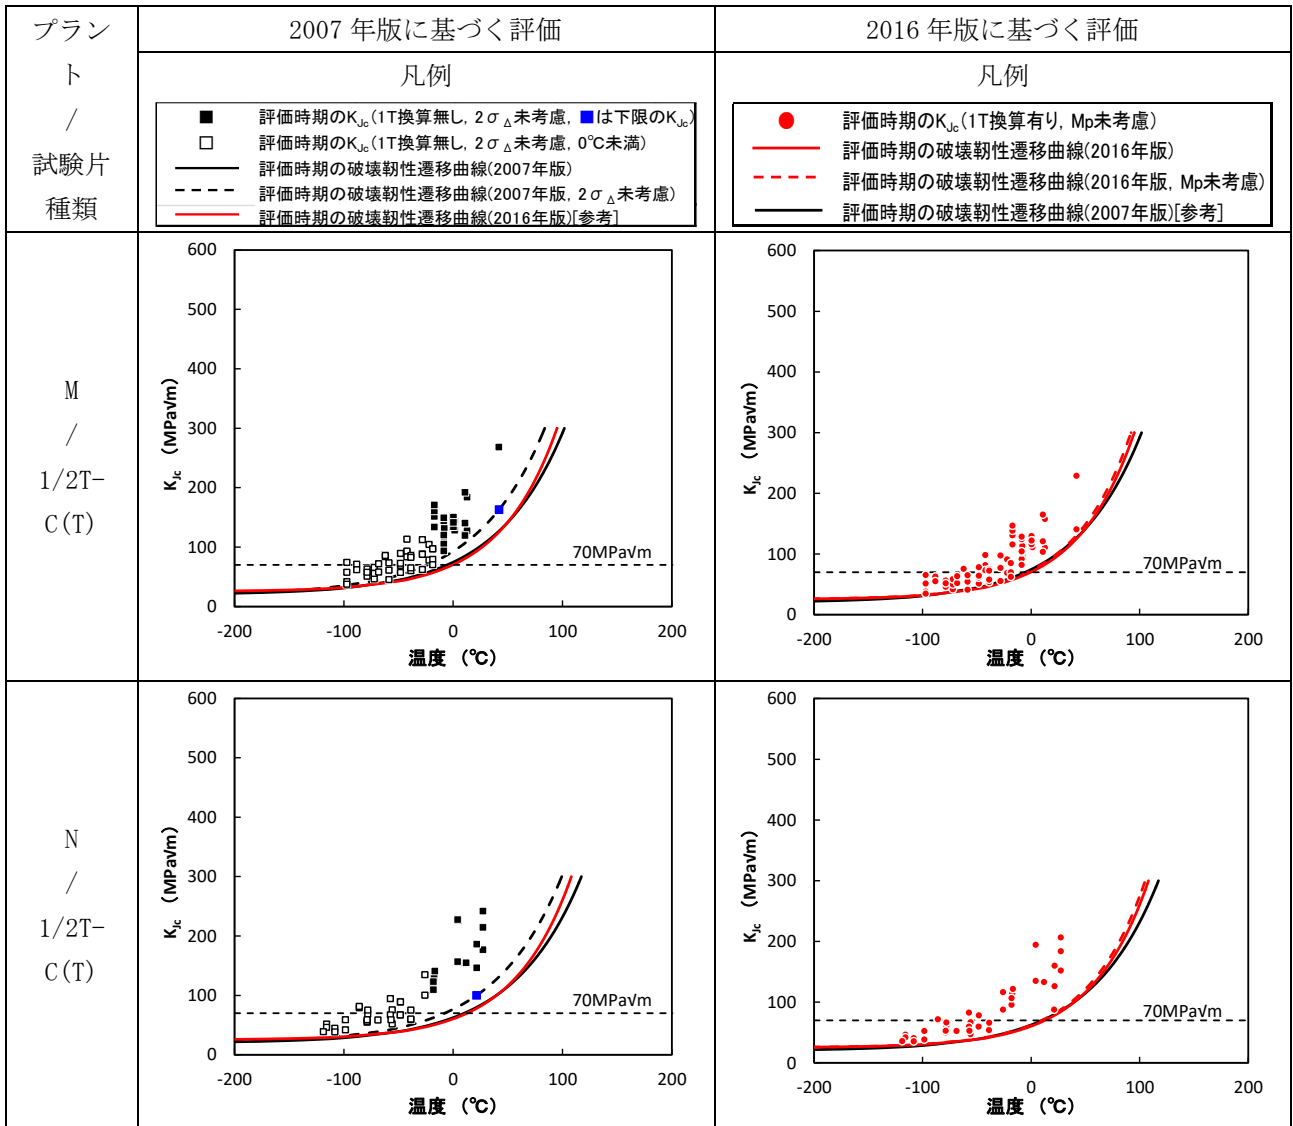 プラン
ト
/
試験片
種類
2007 年版に基づく評価
2016 年版に基づく評価
凡例
評価時期のKJc(1T換算無し, 2σΔ未考慮, ■は下限のKJc)
評価時期のKJc(1T換算無し, 2σΔ未考慮, 0℃未満)
評価時期の破壊靭性遷移曲線(2007年版)
評価時期の破壊靭性遷移曲線(2007年版, 2σΔ未考慮)
評価時期の破壊靭性遷移曲線(2016年版)[参考]
凡例
評価時期のKJc(1T換算有り, Mp未考慮)
評価時期の破壊靭性遷移曲線(2016年版)
評価時期の破壊靭性遷移曲線(2016年版, Mp未考慮)
評価時期の破壊靭性遷移曲線(2007年版)[参考]
M
/
1/2T-
C(T)
KJc (MPa√m)
600
500
400
300
200
100
0
70MPa√m
-200 -100 0 100 200
温度 (℃)
KJc (MPa√m)
600
500
400
300
200
100
0
70MPa√m
-200 -100 0 100 200
温度 (℃)
N
/
1/2T-
C(T)
KJc (MPa√m)
600
500
400
300
200
100
0
70MPa√m
-200 -100 0 100 200
温度 (℃)
KJc (MPa√m)
600
500
400
300
200
100
0
70MPa√m
-200 -100 0 100 200
温度 (℃)